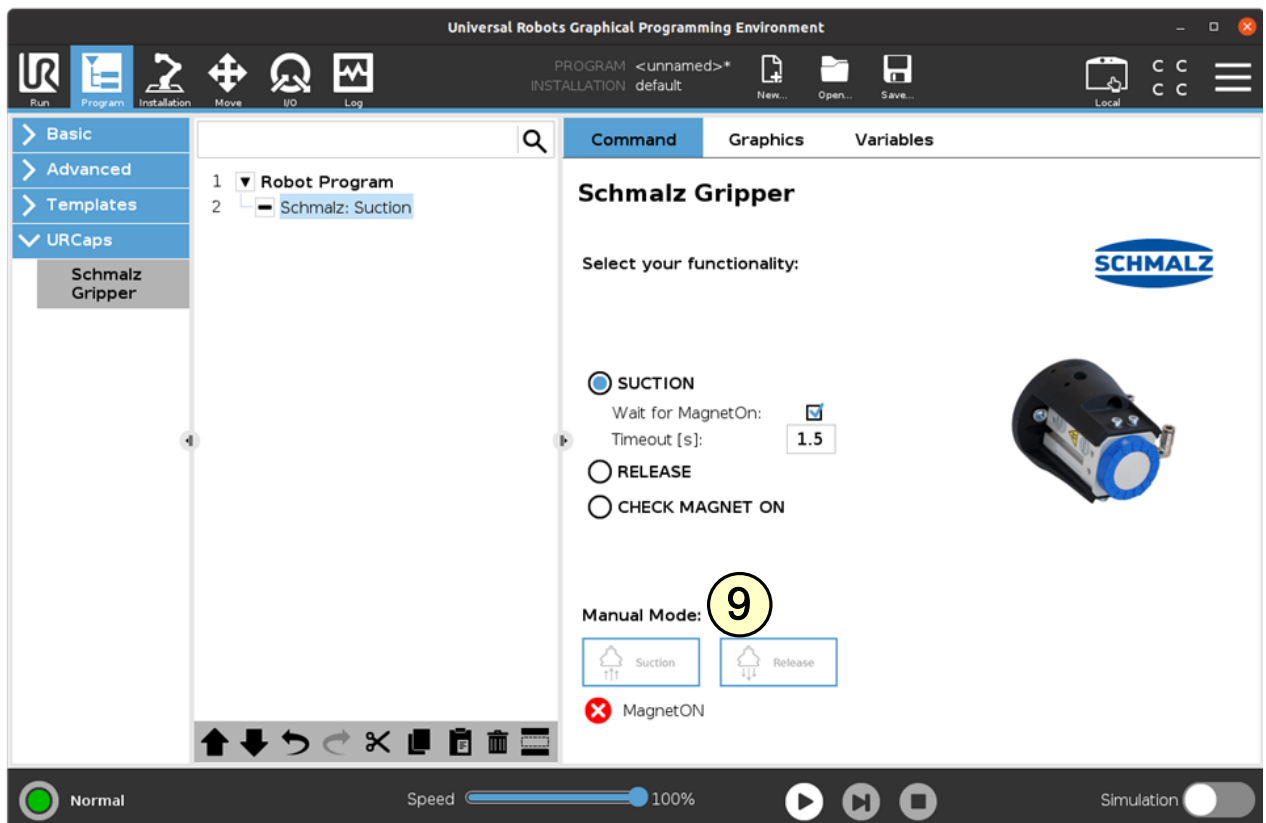 Universal Robots Graphical Programming Environment
Run
Program
Installation
Move
I/O
Log
PROGRAM <unnamed>*
INSTALLATION default
New...
Open...
Save...
Local
C C
C C
Basic
Advanced
Templates
URCaps
Schmalz
Gripper
1 Robot Program
2 Schmalz: Suction
Command Graphics Variables
Schmalz Gripper
Select your functionality:
SCHMALZ
SUCTION
Wait for MagnetOn:
Timeout [s]: 1.5
RELEASE
CHECK MAGNET ON
Manual Mode: 9
Suction Release
MagnetON
Normal
Speed 100%
Simulation